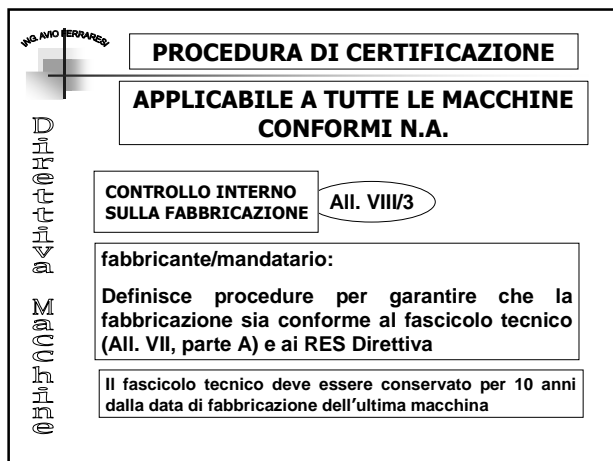 ING. AVIO FERRARESI
PROCEDURA DI CERTIFICAZIONE
APPLICABILE A TUTTE LE MACCHINE
CONFORMI N.A.
Direttiva Macchine
CONTROLLO INTERNO
SULLA FABBRICAZIONE
All. VIII/3
fabbricante/mandatario:
Definisce procedure per garantire che la
fabbricazione sia conforme al fascicolo tecnico
(All. VII, parte A) e ai RES Direttiva
Il fascicolo tecnico deve essere conservato per 10 anni
dalla data di fabbricazione dell'ultima macchina